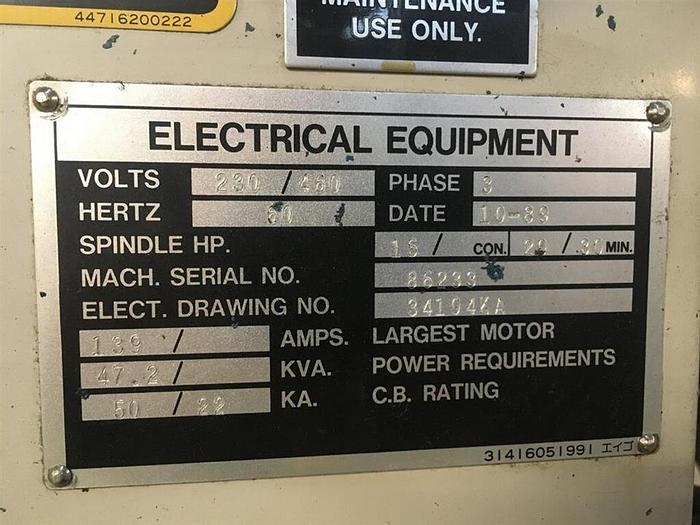 44716200222
MAINTENANCE
USE ONLY.
ELECTRICAL EQUIPMENT
VOLTS 230 / 460 PHASE 3
HERTZ 60 / DATE 10-89
SPINDLE HP. 15 / CON. 20 / 30 MIN.
MACH. SERIAL NO. 86233
ELECT. DRAWING NO. 34194KA
139 / AMPS. LARGEST MOTOR
47.2 / KVA. POWER REQUIREMENTS
50 / 22 KA. C.B. RATING
31416051991 エイコ